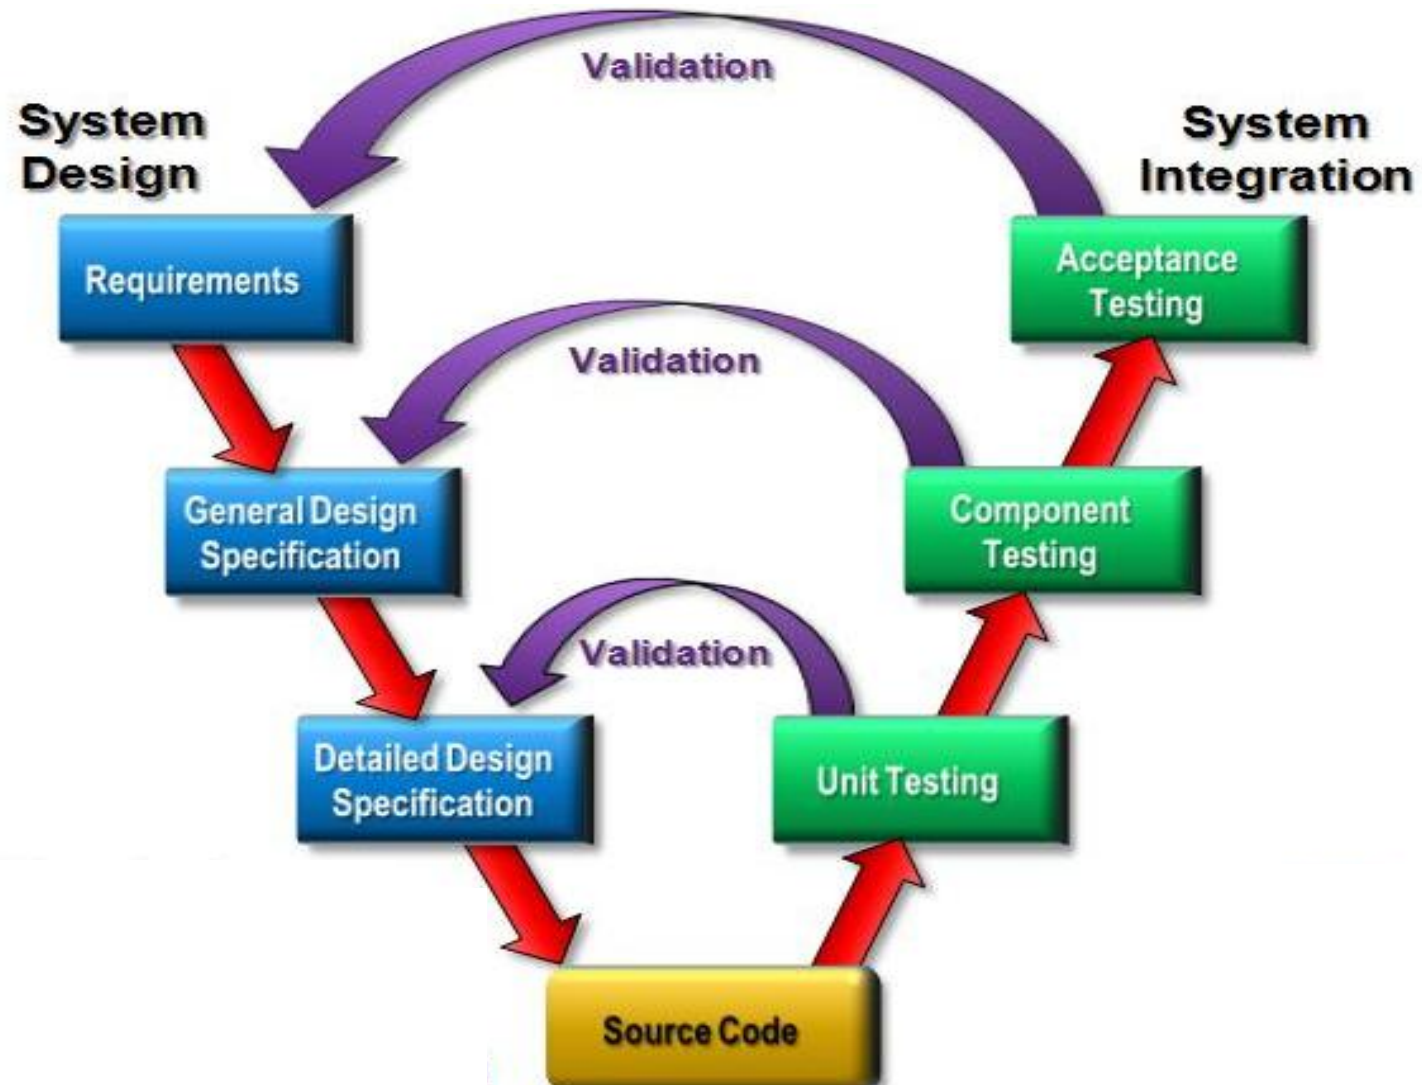 Validation
System
Design
System
Integration
Requirements
Acceptance
Testing
Validation
General Design
Specification
Component
Testing
Validation
Detailed Design
Specification
Unit Testing
Source Code